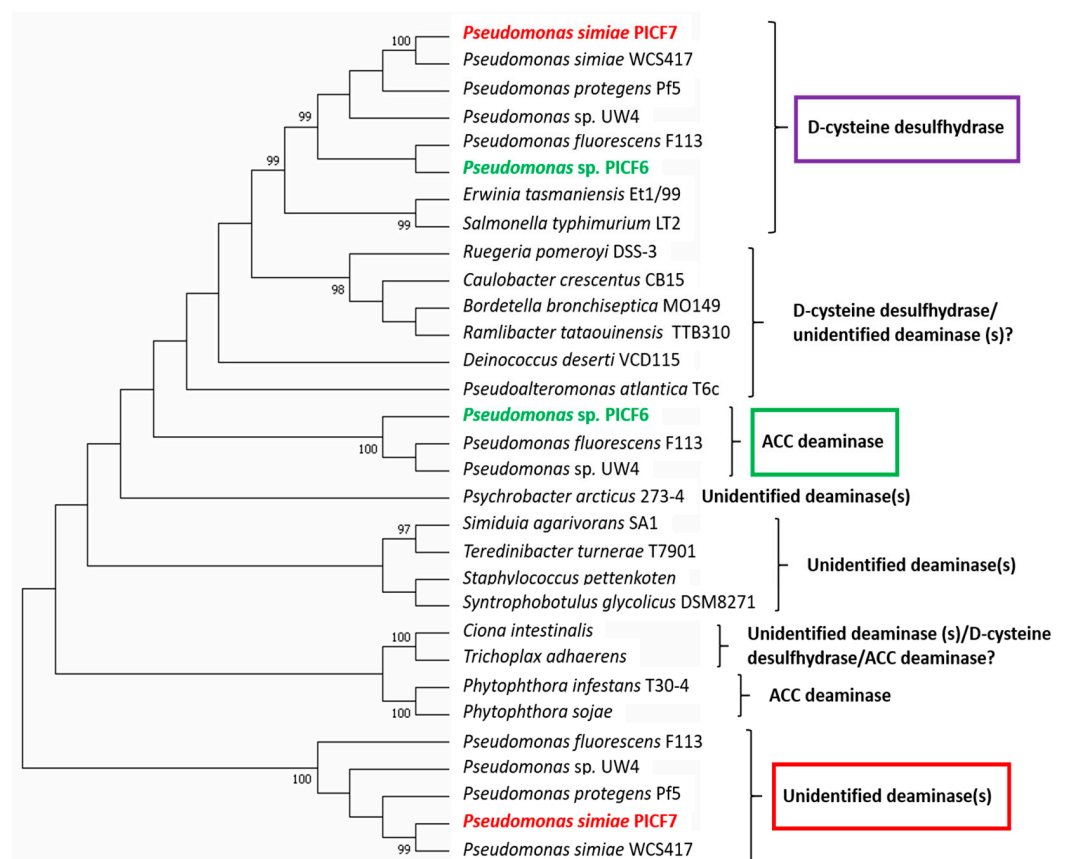 Pseudomonas simiae PICF7
100
Pseudomonas simiae WCS417
Pseudomonas protegens Pf5
Pseudomonas sp. UW4
99
D-cysteine desulfhydrase
Pseudomonas fluorescens F113
99
Pseudomonas sp. PICF6
Erwinia tasmaniensis Et1/99
99
Salmonella typhimurium LT2
Ruegeria pomeroyi DSS-3
98
Caulobacter crescentus CB15
Bordetella bronchiseptica MO149
Ramlibacter tataouinensis TTB310
D-cysteine desulfhydrase/
unidentified deaminase (s)?
Deinococcus deserti VCD115
Pseudoalteromonas atlantica T6c
Pseudomonas sp. PICF6
100
Pseudomonas fluorescens F113
ACC deaminase
Pseudomonas sp. UW4
Psychrobacter arcticus 273-4 Unidentified deaminase(s)
Simiduia agarivorans SA1
97
Teredinibacter turnerae T7901
Unidentified deaminase(s)
Staphylococcus pettenkoten
Syntrophobotulus glycolicus DSM8271
Ciona intestinalis
100
Trichoplax adhaerens
Unidentified deaminase (s)/D-cysteine
desulfhydrase/ACC deaminase?
Phytophthora infestans T30-4
ACC deaminase
100
Phytophthora sojae
Pseudomonas fluorescens F113
100
Pseudomonas sp. UW4
Pseudomonas protegens Pf5
Unidentified deaminase(s)
Pseudomonas simiae PICF7
99
Pseudomonas simiae WCS417